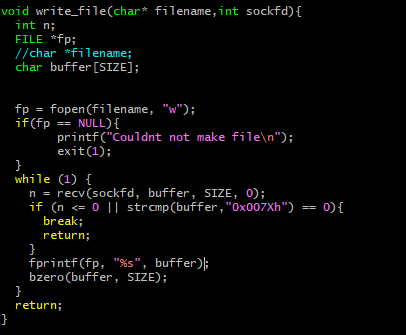 void write_file(char* filename,int sockfd){
int n;
FILE *fp;
//char *filename;
char buffer[SIZE];
fp = fopen(filename, "w");
if(fp == NULL){
printf("Couldnt not make file\n");
exit(1);
}
while (1) {
n = recv(sockfd, buffer, SIZE, 0);
if (n <= 0 || strcmp(buffer,"0x007Xh") == 0){
break;
return;
}
fprintf(fp, "%s", buffer);
bzero(buffer, SIZE);
}
return;
}